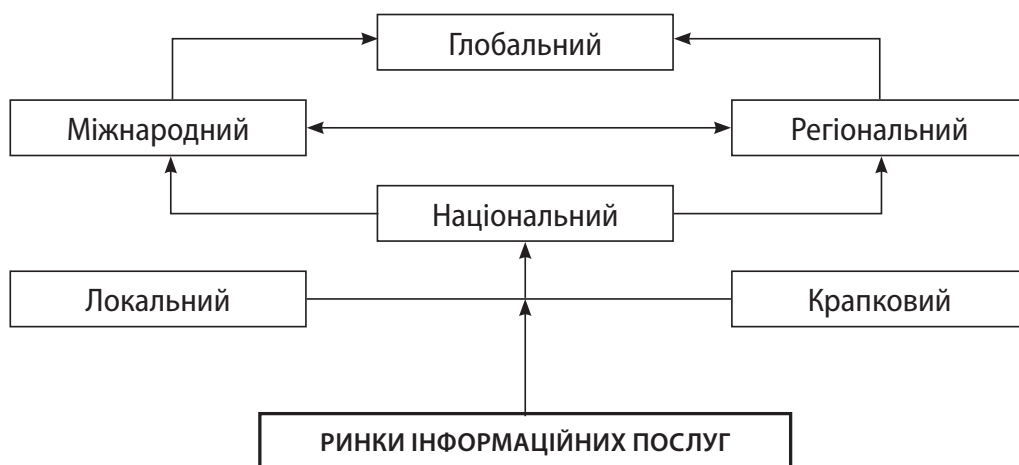 Глобальний
Міжнародний
Регіональний
Національний
Локальний
Крапковий
РИНКИ ІНФОРМАЦІЙНИХ ПОСЛУГ